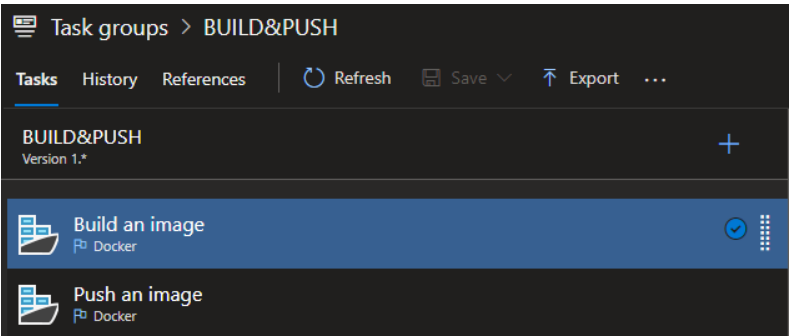 Task groups > BUILD&PUSH
Tasks History References Refresh Save Export ...
BUILD&PUSH
Version 1.*
Build an image
Docker
Push an image
Docker